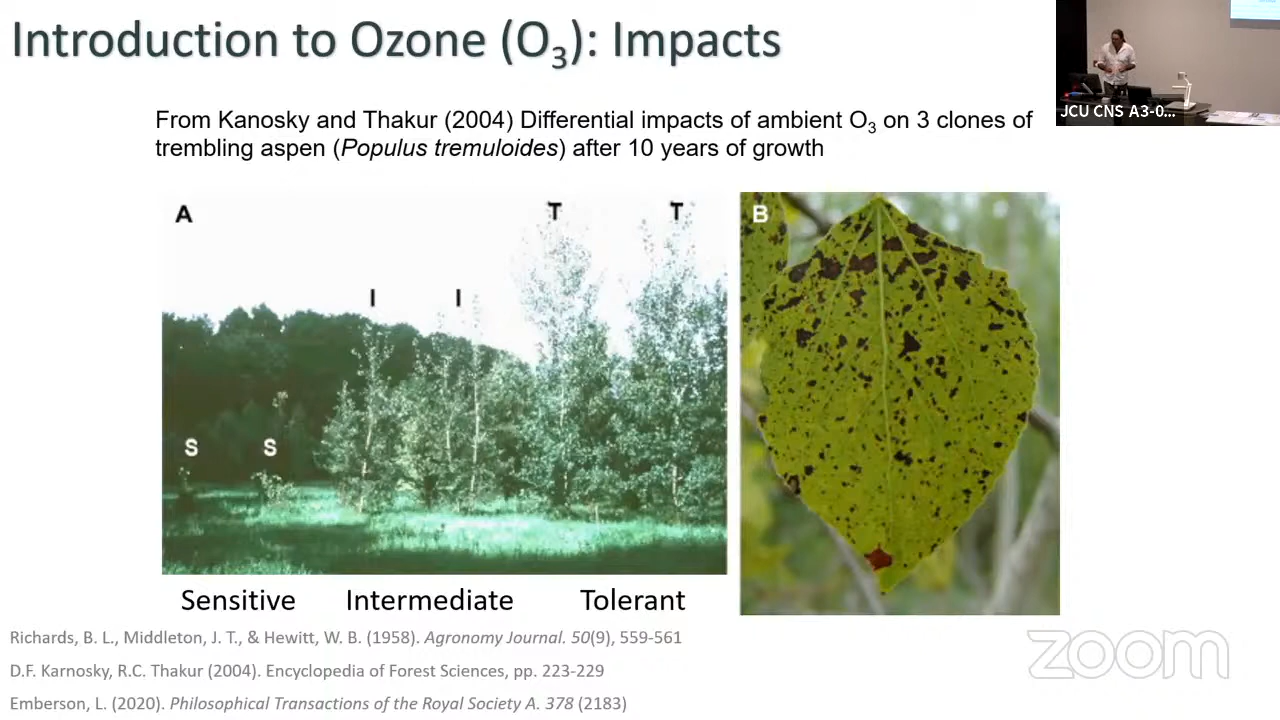 Introduction to Ozone (O₃): Impacts
JCU CNS A3-0...
From Kanosky and Thakur (2004) Differential impacts of ambient O₃ on 3 clones of
trembling aspen (Populus tremuloides) after 10 years of growth
A
T T
B
I I
S S
Sensitive Intermediate Tolerant
Richards, B. L., Middleton, J. T., & Hewitt, W. B. (1958). Agronomy Journal. 50(9), 559-561
D.F. Karnosky, R.C. Thakur (2004). Encyclopedia of Forest Sciences, pp. 223-229
Emberson, L. (2020). Philosophical Transactions of the Royal Society A. 378 (2183)
zoom